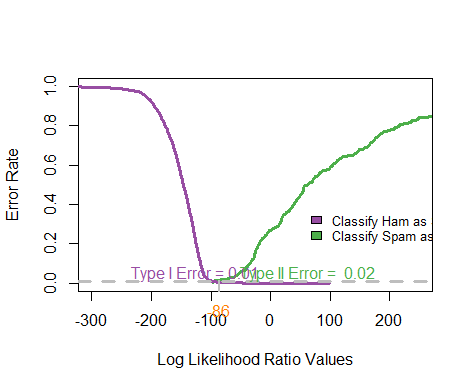 1.0
0.8
0.6
0.4
0.2
0.0
Error Rate
Classify Ham as
Classify Spam as
Type I Error = 0.01
Type II Error = 0.02
86
-300 -200 -100 0 100 200
Log Likelihood Ratio Values